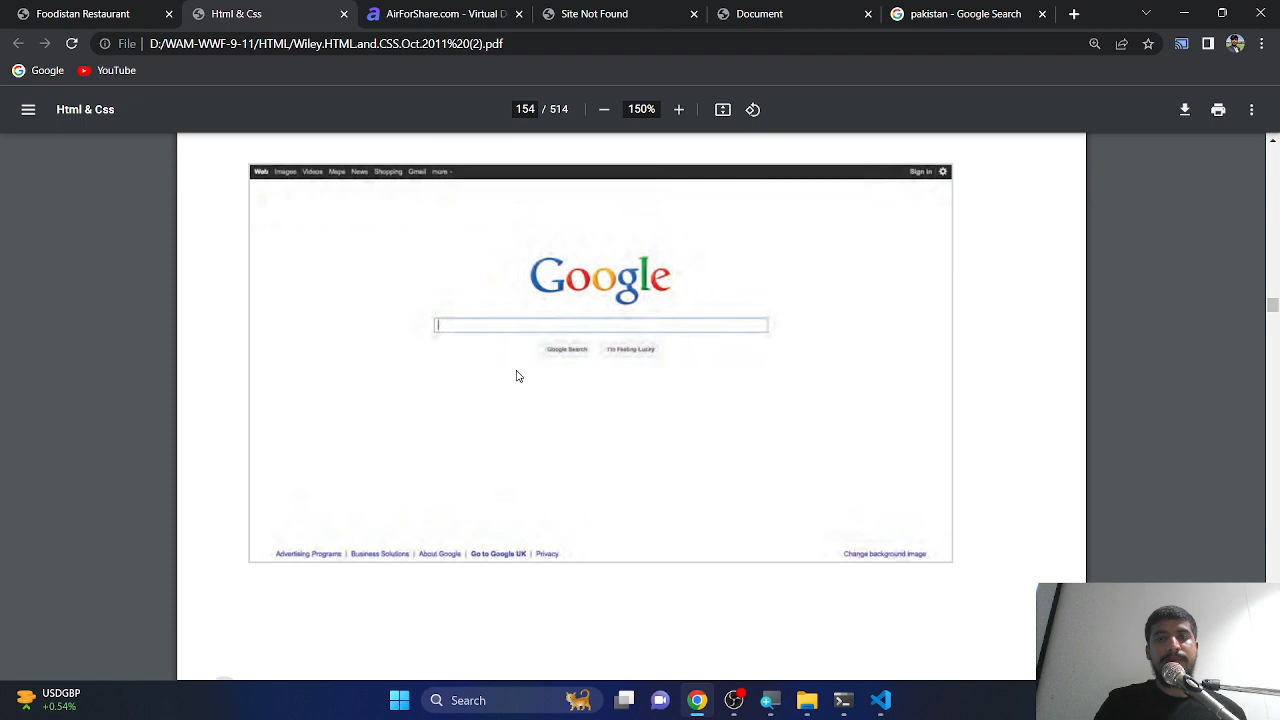 Foodistan Restaurant
Html & Css
AfroShark.com - Virtual D
Site Not Found
Document
pakistan - Google Search
File D:/WAM-WWF-9-11/HTML/Wiley.HTMLand.CSS.Oct.2011%20(2).pdf
Google YouTube
Html & Css 154 / 514 150%
Web Images Videos Maps News Shopping Gmail more Sign in
Google
Google Search I'm Feeling Lucky
Advertising Programs | Business Solutions | About Google | Go to Google UK | Privacy Change background image
USDGBP
+0.54%
Search